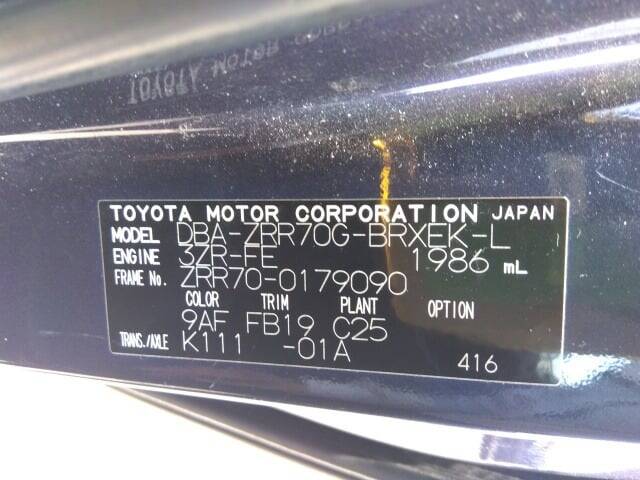 TOYOTA MOTOR CORPORATION JAPAN
MODEL DBA-ZRR70G-BRXEK-L
ENGINE 3ZR-FE 1986 mL
FRAME No. ZRR70-0179090
COLOR TRIM PLANT OPTION
9AF FB19 C25
TRANS./AXLE K111 -01A
416